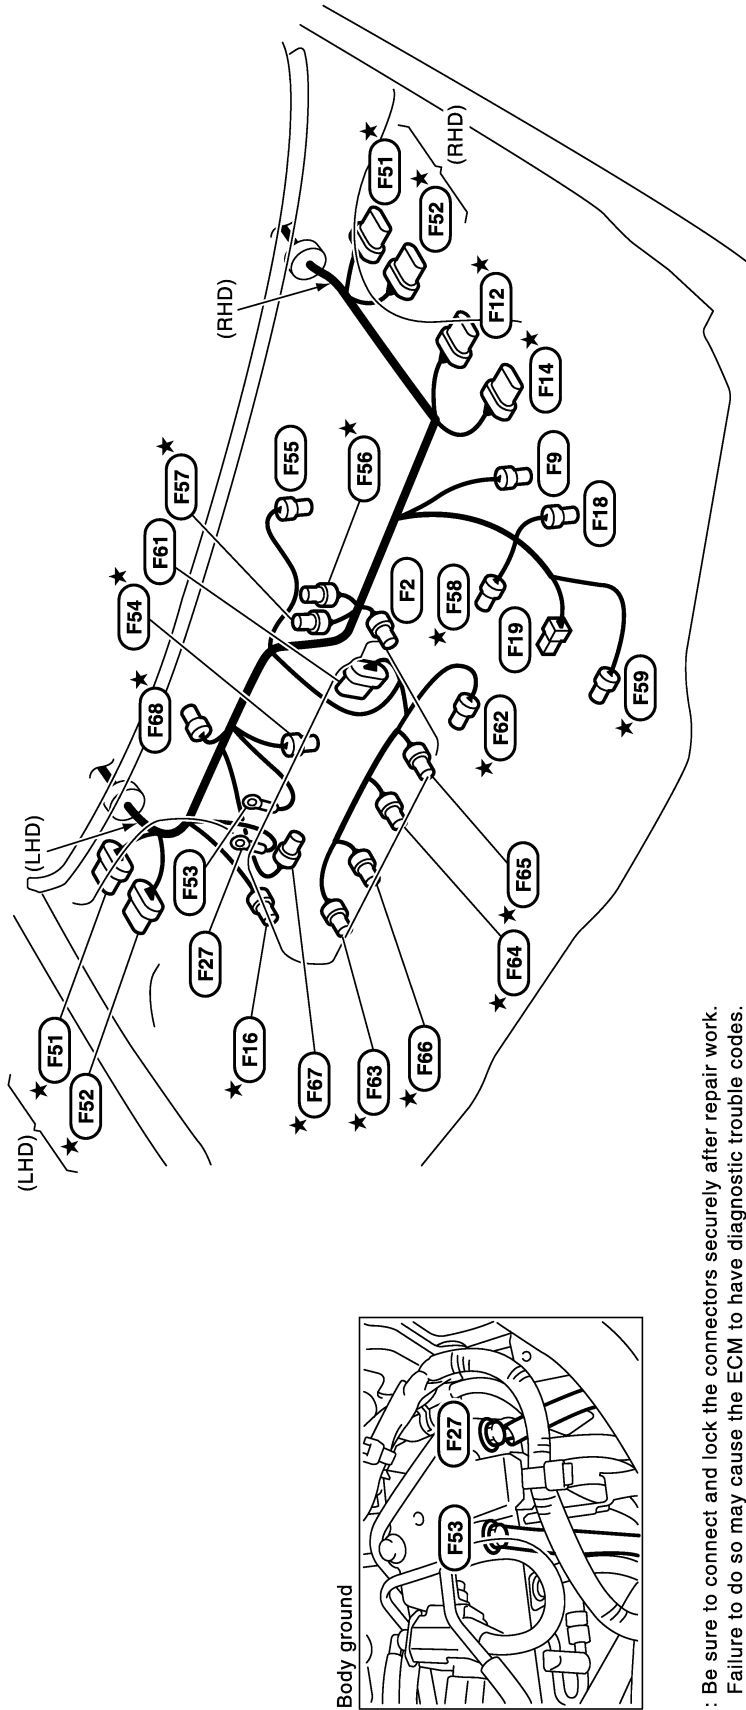 (LHD)
★ F51
★ F52
(LHD)
F53
F27
★ F16
★ F67
★ F63
★ F66
★ F64
★ F65
★ F68
★ F54
F61
★ F57
F55
★ F56
F2
★ F58
F19
★ F62
★ F59
F18
F9
(RHD)
★ F14
★ F12
★ F52
★ F51
(RHD)
Body ground
F53
F27
: Be sure to connect and lock the connectors securely after repair work.
Failure to do so may cause the ECM to have diagnostic trouble codes.